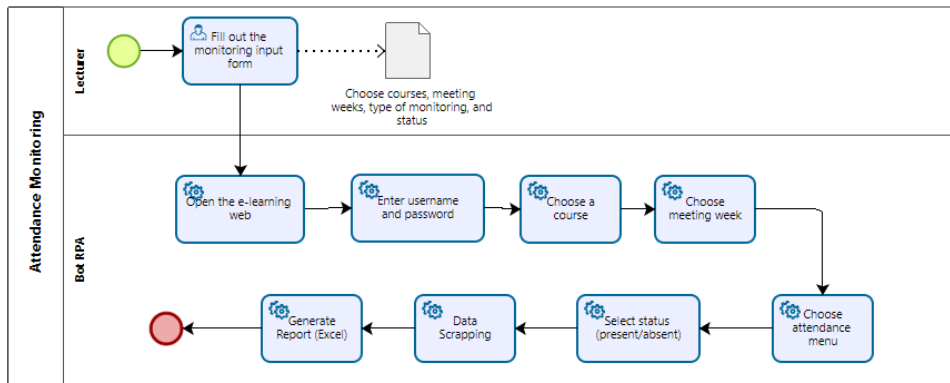 Attendance Monitoring
Lecturer
Fill out the
monitoring input
form
Choose courses, meeting
weeks, type of monitoring, and
status
Bot RPA
Open the e-learning
web
Enter username
and password
Choose a
course
Choose
meeting week
Choose
attendance
menu
Select status
(present/absent)
Data
Scrapping
Generate
Report (Excel)